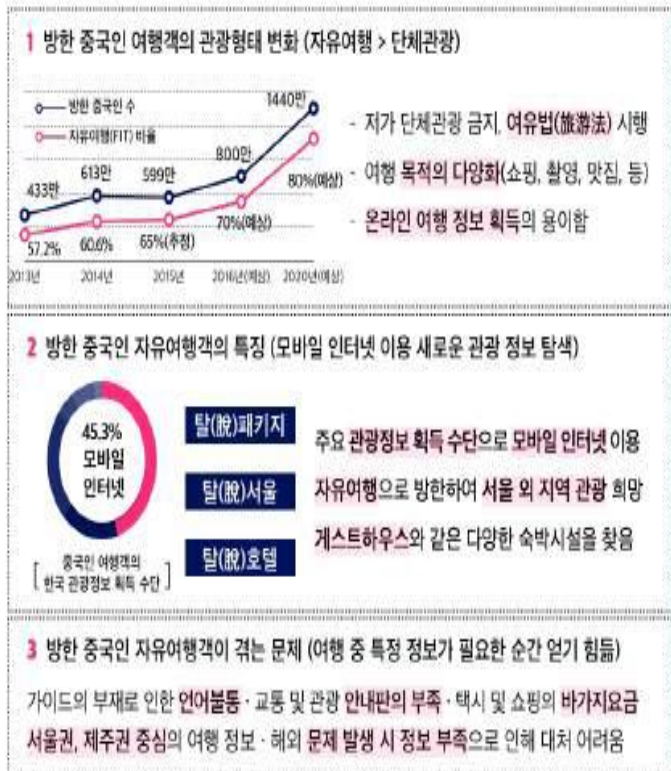 1 방한 중국인 여행객의 관광형태 변화 (자유여행 > 단체관광)
방한 중국인 수
자유여행(FIT) 비율
433만
613만
599만
800만
1440만
57.2%
60.6%
65%(추정)
70%(예상)
80%(예상)
2013년 2014년 2015년 2016년(예상) 2020년(예상)
- 저가 단체관광 금지, 여유법(旅游法) 시행
- 여행 목적의 다양화(쇼핑, 촬영, 맛집, 등)
- 온라인 여행 정보 획득의 용이함
2 방한 중국인 자유여행객의 특징 (모바일 인터넷 이용 새로운 관광 정보 탐색)
45.3%
모바일
인터넷
[ 중국인 여행객의
한국 관광정보 획득 수단 ]
탈(脫)패키지
탈(脫)서울
탈(脫)호텔
주요 관광정보 획득 수단으로 모바일 인터넷 이용
자유여행으로 방한하여 서울 외 지역 관광 희망
게스트하우스와 같은 다양한 숙박시설을 찾음
3 방한 중국인 자유여행객이 겪는 문제 (여행 중 특정 정보가 필요한 순간 얻기 힘듦)
가이드의 부재로 인한 언어불통 · 교통 및 관광 안내판의 부족 · 택시 및 쇼핑의 바가지요금
서울권, 제주권 중심의 여행 정보 · 해외 문제 발생 시 정보 부족으로 인해 대처 어려움